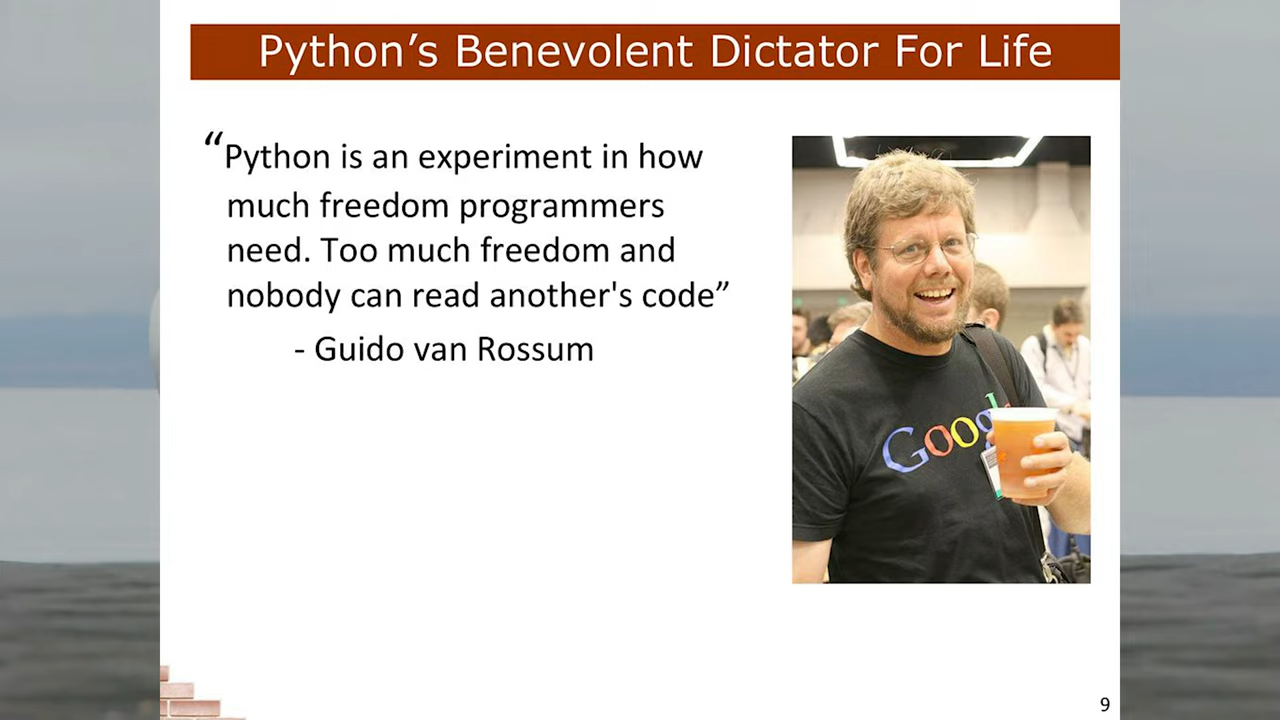 Python’s Benevolent Dictator For Life
“Python is an experiment in how
much freedom programmers
need. Too much freedom and
nobody can read another's code”
- Guido van Rossum
Google
9